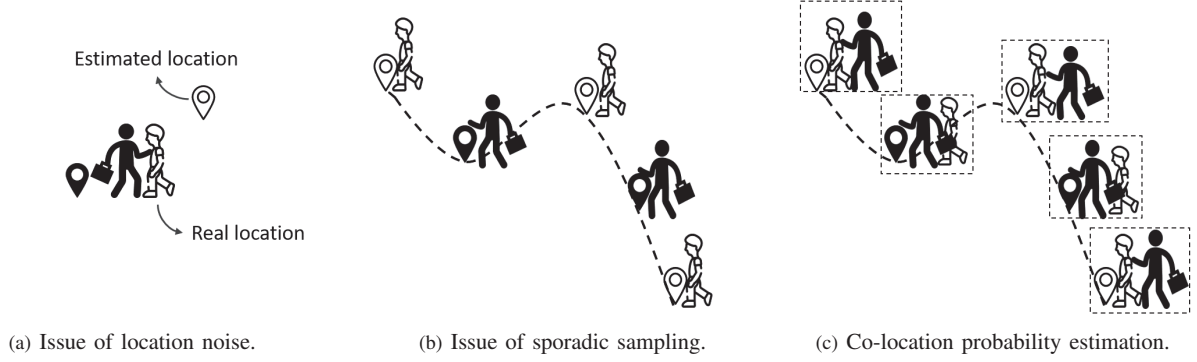 Estimated location
Real location
(a) Issue of location noise.
(b) Issue of sporadic sampling.
(c) Co-location probability estimation.